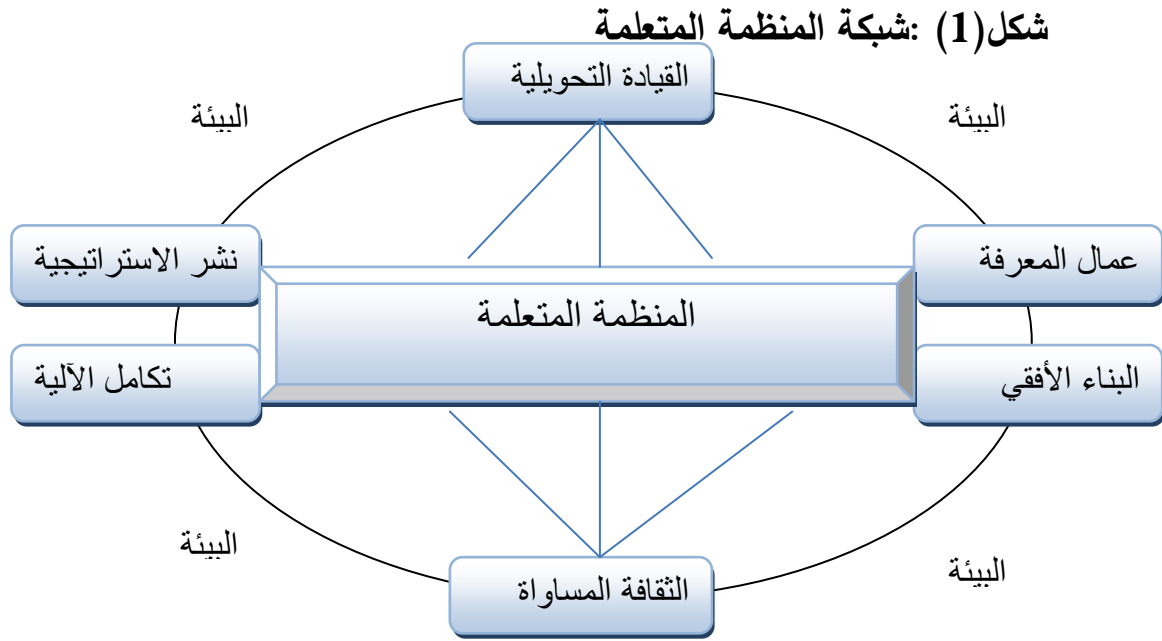 شكل(1) :شبكة المنظمة المتعلمة
القيادة التحويلية
البيئة
البيئة
عمال المعرفة
نشر الاستراتيجية
المنظمة المتعلمة
البناء الأفقي
تكامل الآلية
البيئة
البيئة
الثقافة المساواة